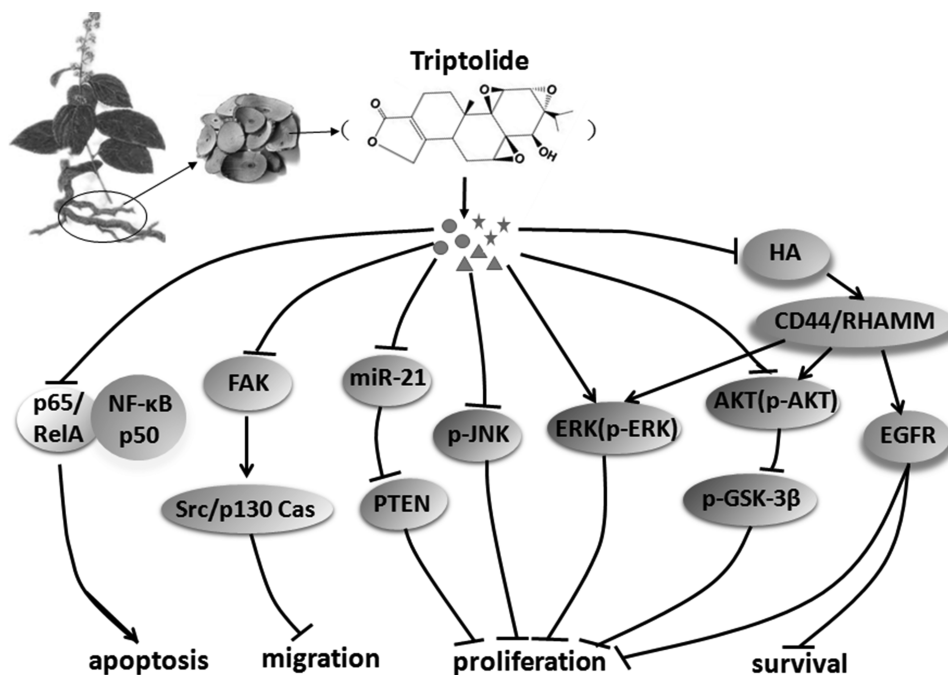 Triptolide
O
O
O
O
O
OH
(
)
HA
CD44/RHAMM
p65/
RelA
NF-κB
p50
FAK
miR-21
p-JNK
ERK(p-ERK)
AKT(p-AKT)
EGFR
Src/p130 Cas
PTEN
p-GSK-3β
apoptosis
migration
proliferation
survival